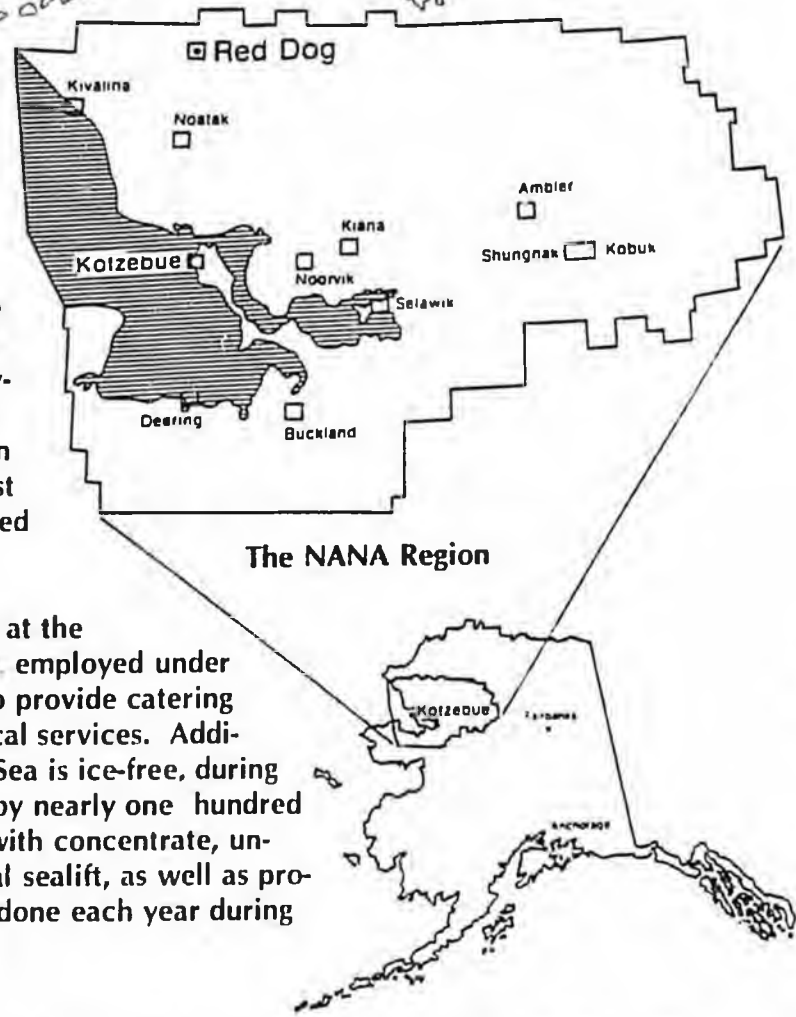 Red Dog
Kivalina
Noatak
Ambler
Kiana
Shungnak Kobuk
Kotzebue
Noorvik
Selawik
y-
Deering
Buckland
n
st
ed
The NANA Region
at the
employed under
o provide catering
cal services. Addi-
Sea is ice-free, during
by nearly one hundred
with concentrate, un-
al sealift, as well as pro-
done each year during
Kotzebue
Fairbanks
Anchorage